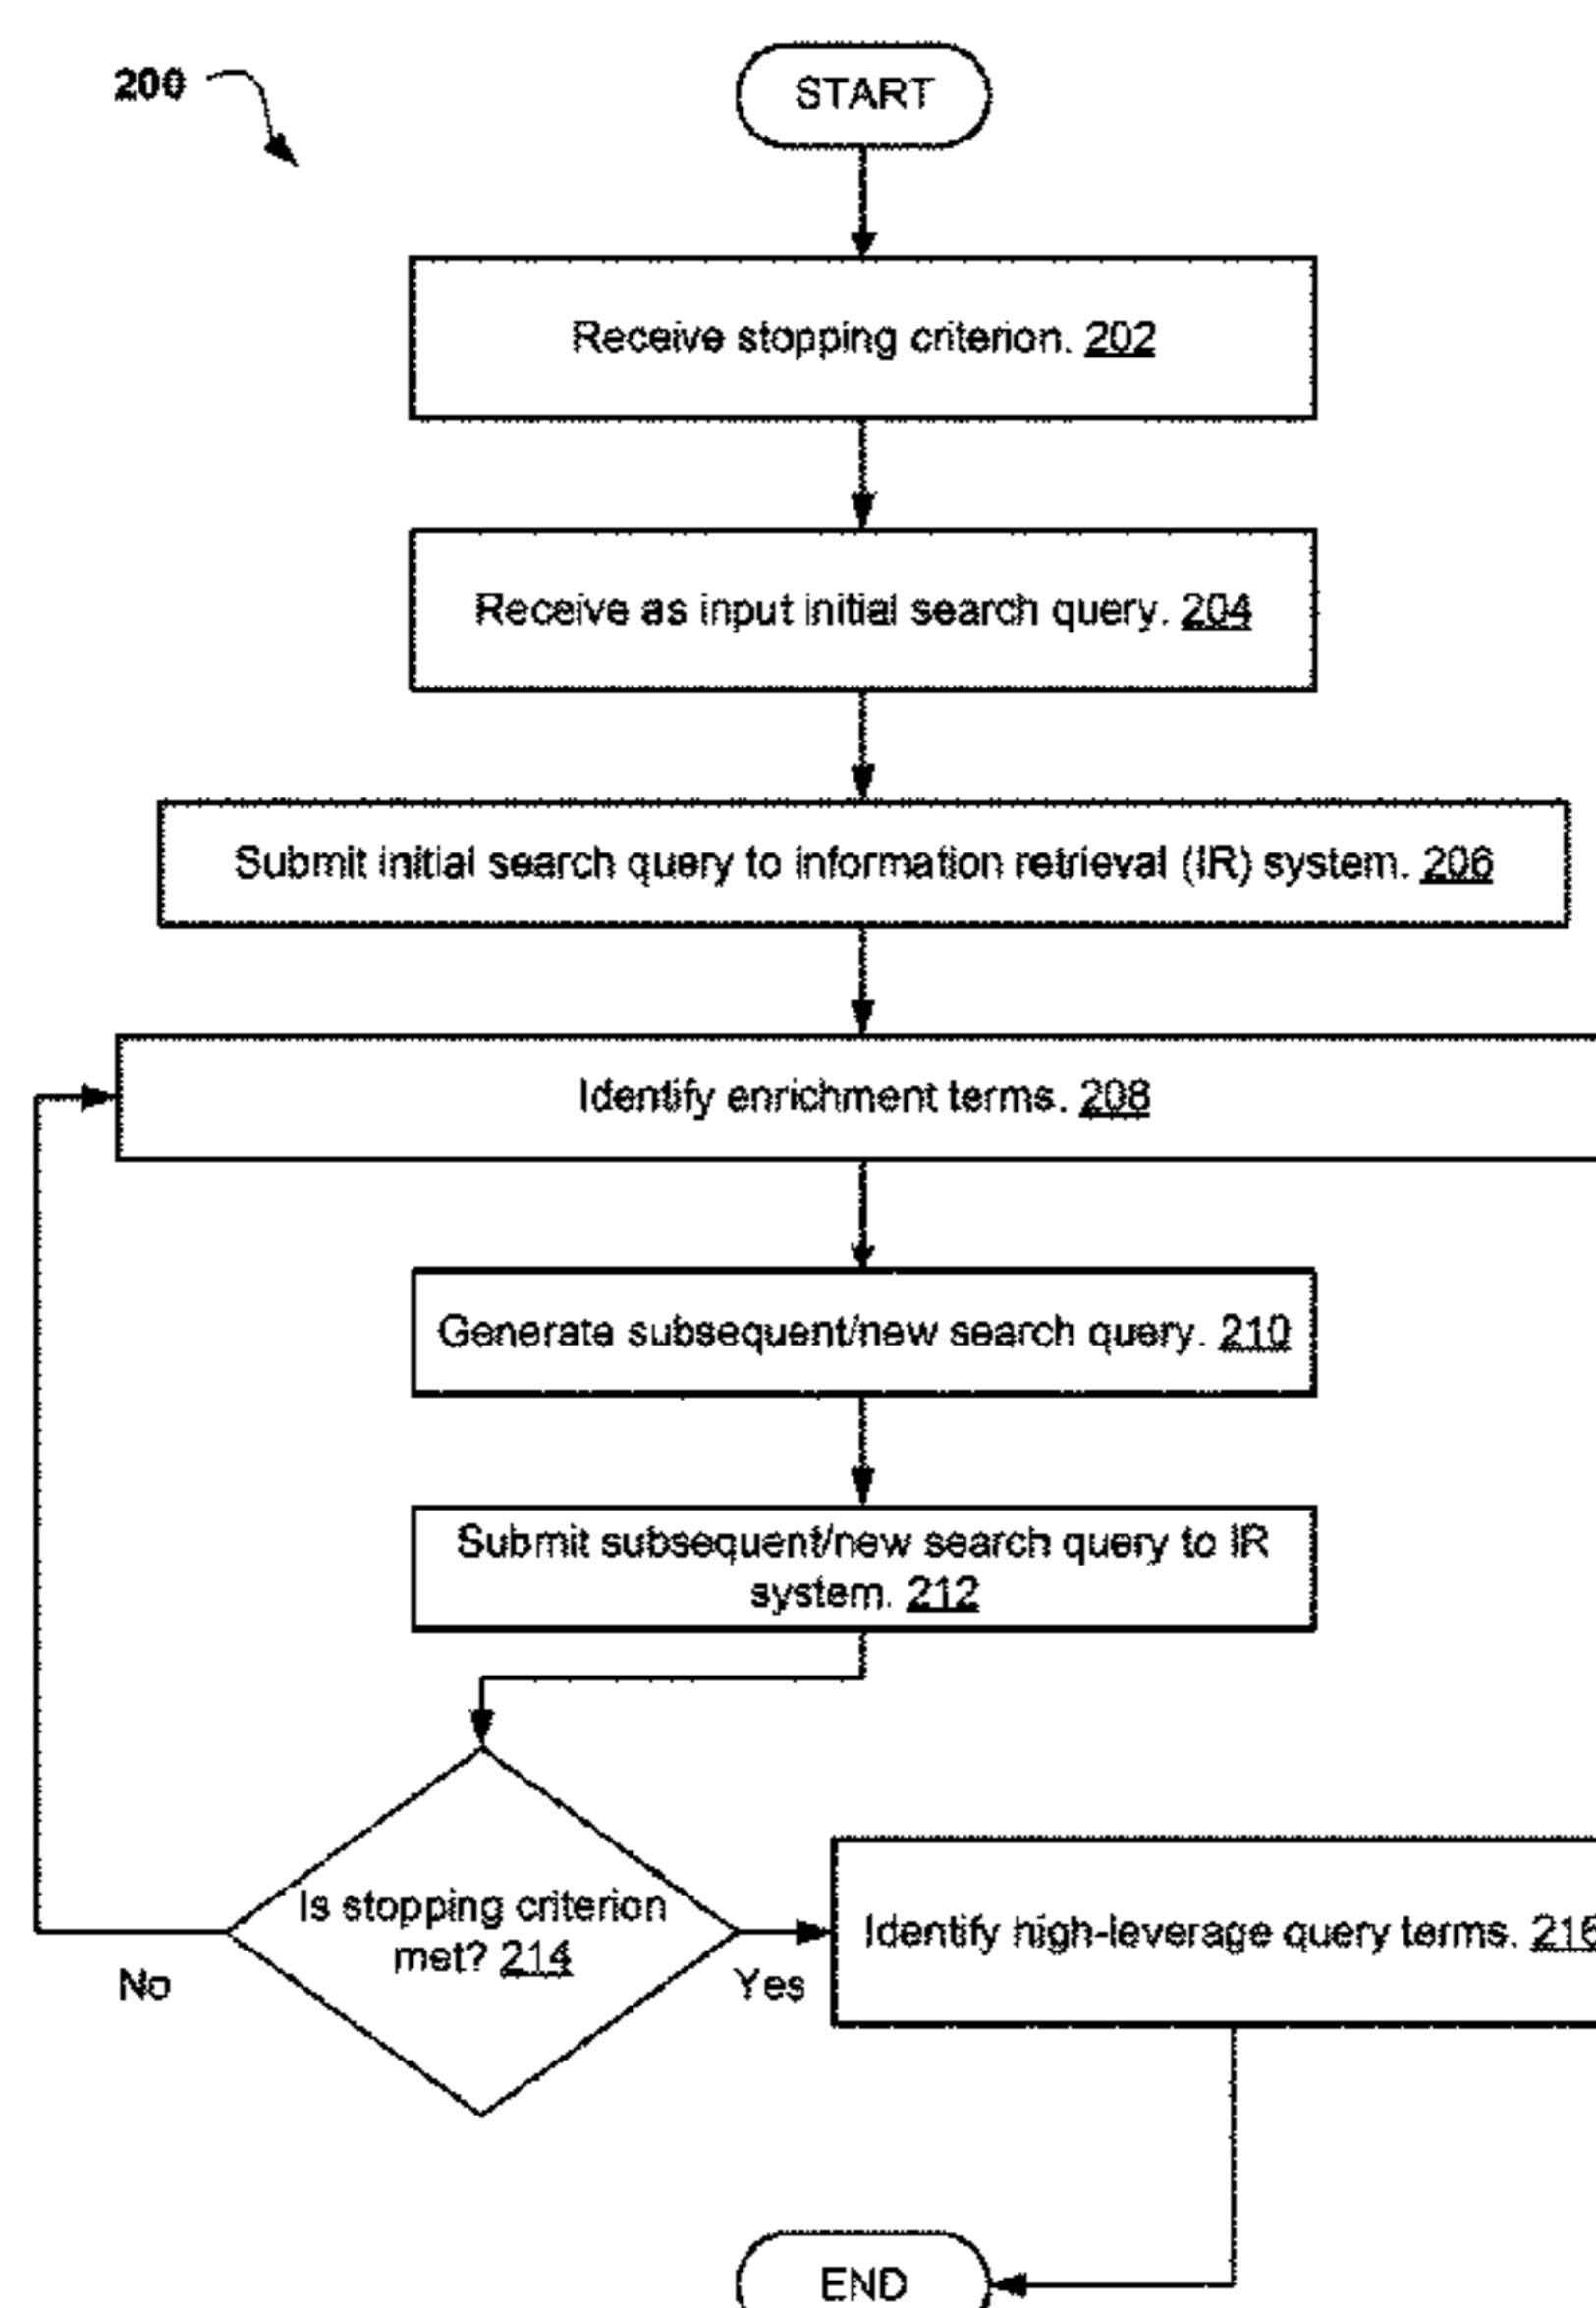 200
START
Receive stopping criterion. 202
Receive as input initial search query. 204
Submit initial search query to information retrieval (IR) system. 206
Identify enrichment terms. 208
Generate subsequent/new search query. 210
Submit subsequent/new search query to IR
system. 212
Is stopping criterion
met? 214
No
Yes
Identify high-leverage query terms. 216
END